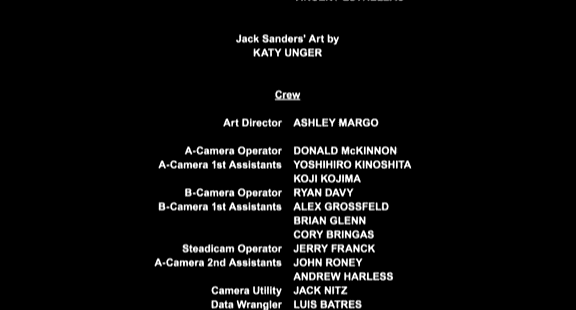 Jack Sanders' Art by
KATY UNGER
Crew
Art Director ASHLEY MARGO
A-Camera Operator DONALD McKINNON
A-Camera 1st Assistants YOSHIHIRO KINOSHITA
KOJI KOJIMA
B-Camera Operator RYAN DAVY
B-Camera 1st Assistants ALEX GROSSFELD
BRIAN GLENN
CORY BRINGAS
Steadicam Operator JERRY FRANCK
A-Camera 2nd Assistants JOHN RONEY
ANDREW HARLESS
Camera Utility JACK NITZ
Data Wrangler LUIS BATRES